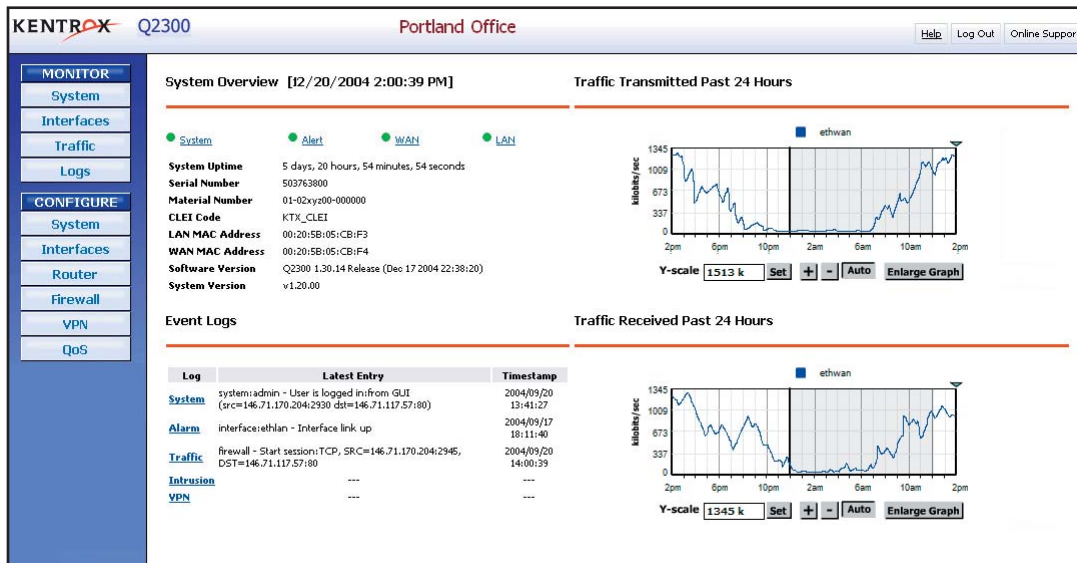 KENTROX Q2300 Portland Office Help Log Out Online Suppor
MONITOR
System
Interfaces
Traffic
Logs
CONFIGURE
System
Interfaces
Router
Firewall
VPN
QoS
System Overview [12/20/2004 2:00:39 PM]
System Alert WAN LAN
System Uptime 5 days, 20 hours, 54 minutes, 54 seconds
Serial Number 503763800
Material Number 01-02xyz00-000000
CLEI Code KTX_CLEI
LAN MAC Address 00:20:5B:05:CB:F3
WAN MAC Address 00:20:5B:05:CB:F4
Software Version Q2300 1.30.14 Release (Dec 17 2004 22:38:20)
System Version v1.20.00
Traffic Transmitted Past 24 Hours
ethwan
kilobits/sec
1345
1009
673
337
0
2pm 6pm 10pm 2am 6am 10am 2pm
Y-scale 1513 k Set + - Auto Enlarge Graph
Event Logs
Log Latest Entry Timestamp
System system:admin - User is logged in:from GUI 2004/09/20
(src=146.71.170.204:2930 dst=146.71.117.57:80) 13:41:27
Alarm interface:ethlan - Interface link up 2004/09/17
18:11:40
Traffic firewall - Start session:TCP, SRC=146.71.170.204:2945, 2004/09/20
DST=146.71.117.57:80 14:00:39
Intrusion --- ---
VPN --- ---
Traffic Received Past 24 Hours
ethwan
kilobits/sec
1345
1009
673
337
0
2pm 6pm 10pm 2am 6am 10am 2pm
Y-scale 1345 k Set + - Auto Enlarge Graph